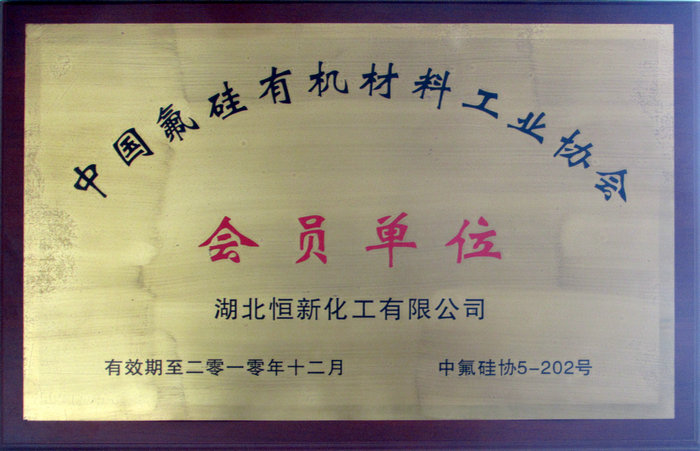 中国氟硅有机材料工业协会
会员单位
湖北恒新化工有限公司
有效期至二零一零年十二月 中氟硅协5-202号